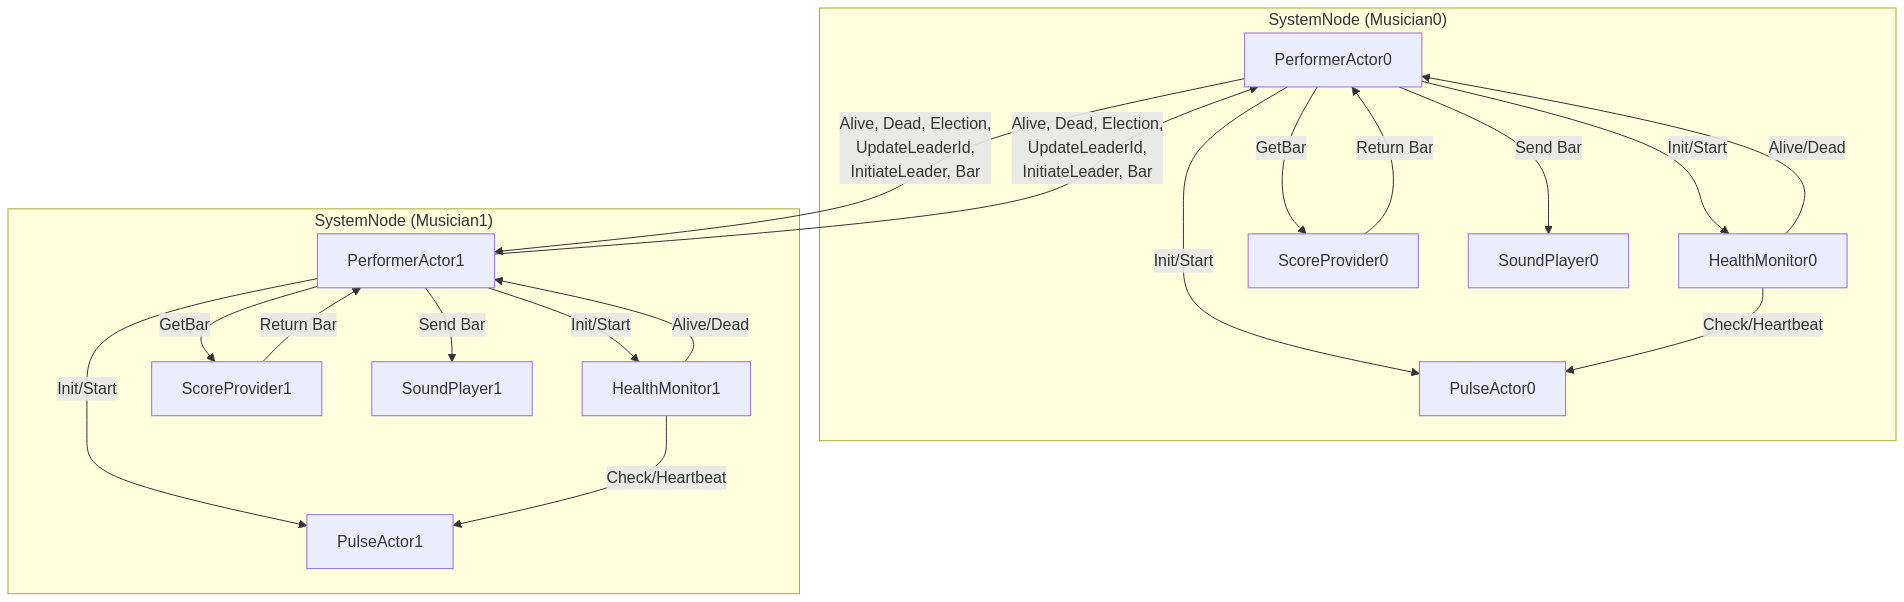 SystemNode (Musician0)
PerformerActor0
Alive, Dead, Election,
UpdateLeaderId,
InitiateLeader, Bar
Alive, Dead, Election,
UpdateLeaderId,
InitiateLeader, Bar
GetBar
Return Bar
Send Bar
Init/Start
Alive/Dead
Init/Start
ScoreProvider0
SoundPlayer0
HealthMonitor0
Check/Heartbeat
PulseActor0
SystemNode (Musician1)
PerformerActor1
GetBar
Return Bar
Send Bar
Init/Start
Alive/Dead
Init/Start
ScoreProvider1
SoundPlayer1
HealthMonitor1
Check/Heartbeat
PulseActor1